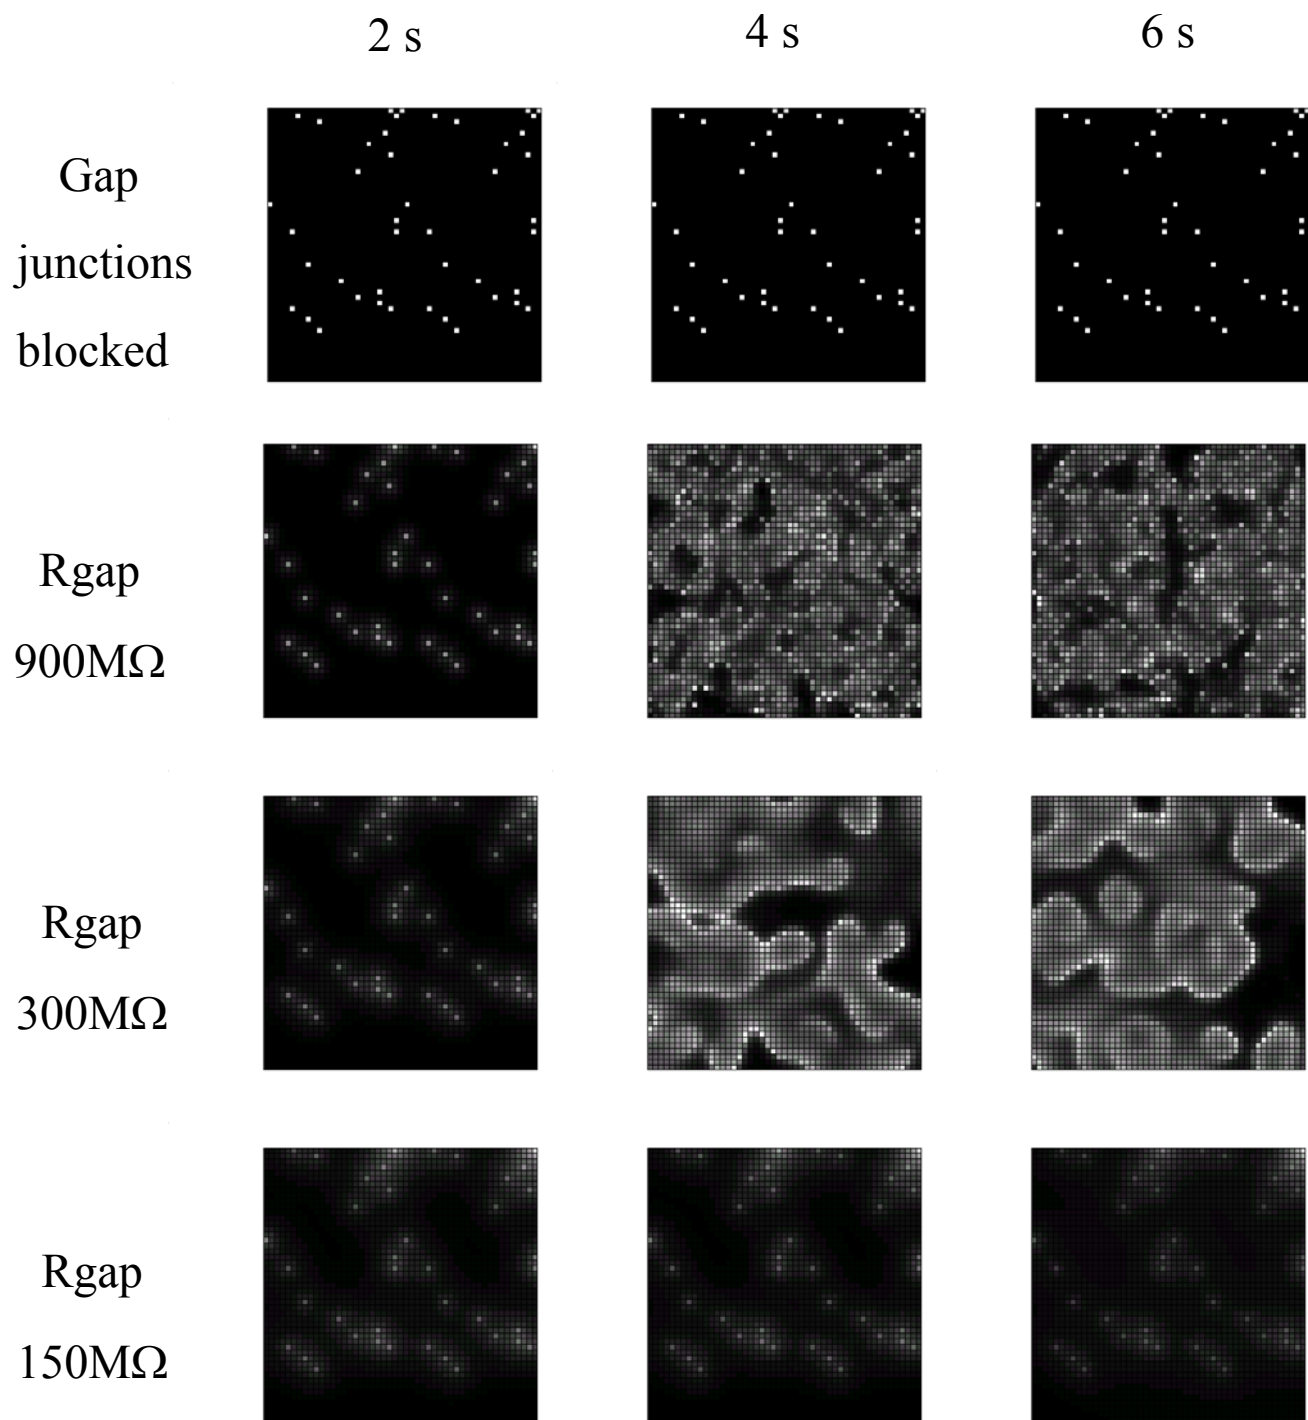 2 s
4 s
6 s
Gap
junctions
blocked
Rgap
900MΩ
Rgap
300MΩ
Rgap
150MΩ